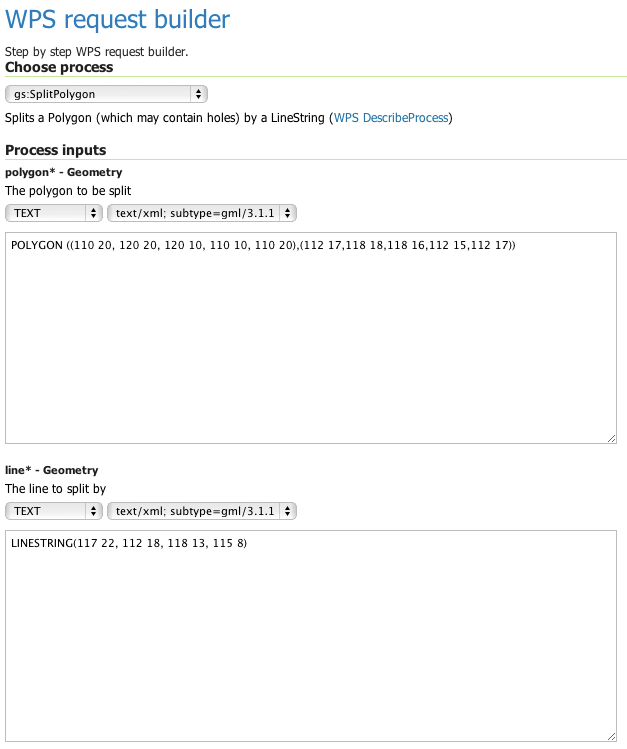 WPS request builder
Step by step WPS request builder.
Choose process
gs:SplitPolygon
Splits a Polygon (which may contain holes) by a LineString (WPS DescribeProcess)
Process inputs
polygon* - Geometry
The polygon to be split
TEXT text/xml; subtype=gml/3.1.1
POLYGON ((110 20, 120 20, 120 10, 110 10, 110 20),(112 17,118 18,118 16,112 15,112 17))
line* - Geometry
The line to split by
TEXT text/xml; subtype=gml/3.1.1
LINESTRING(117 22, 112 18, 118 13, 115 8)